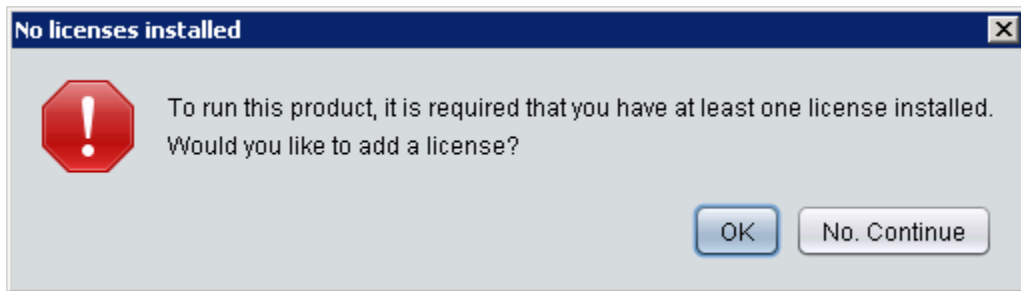 No licenses installed
To run this product, it is required that you have at least one license installed.
Would you like to add a license?
OK
No. Continue